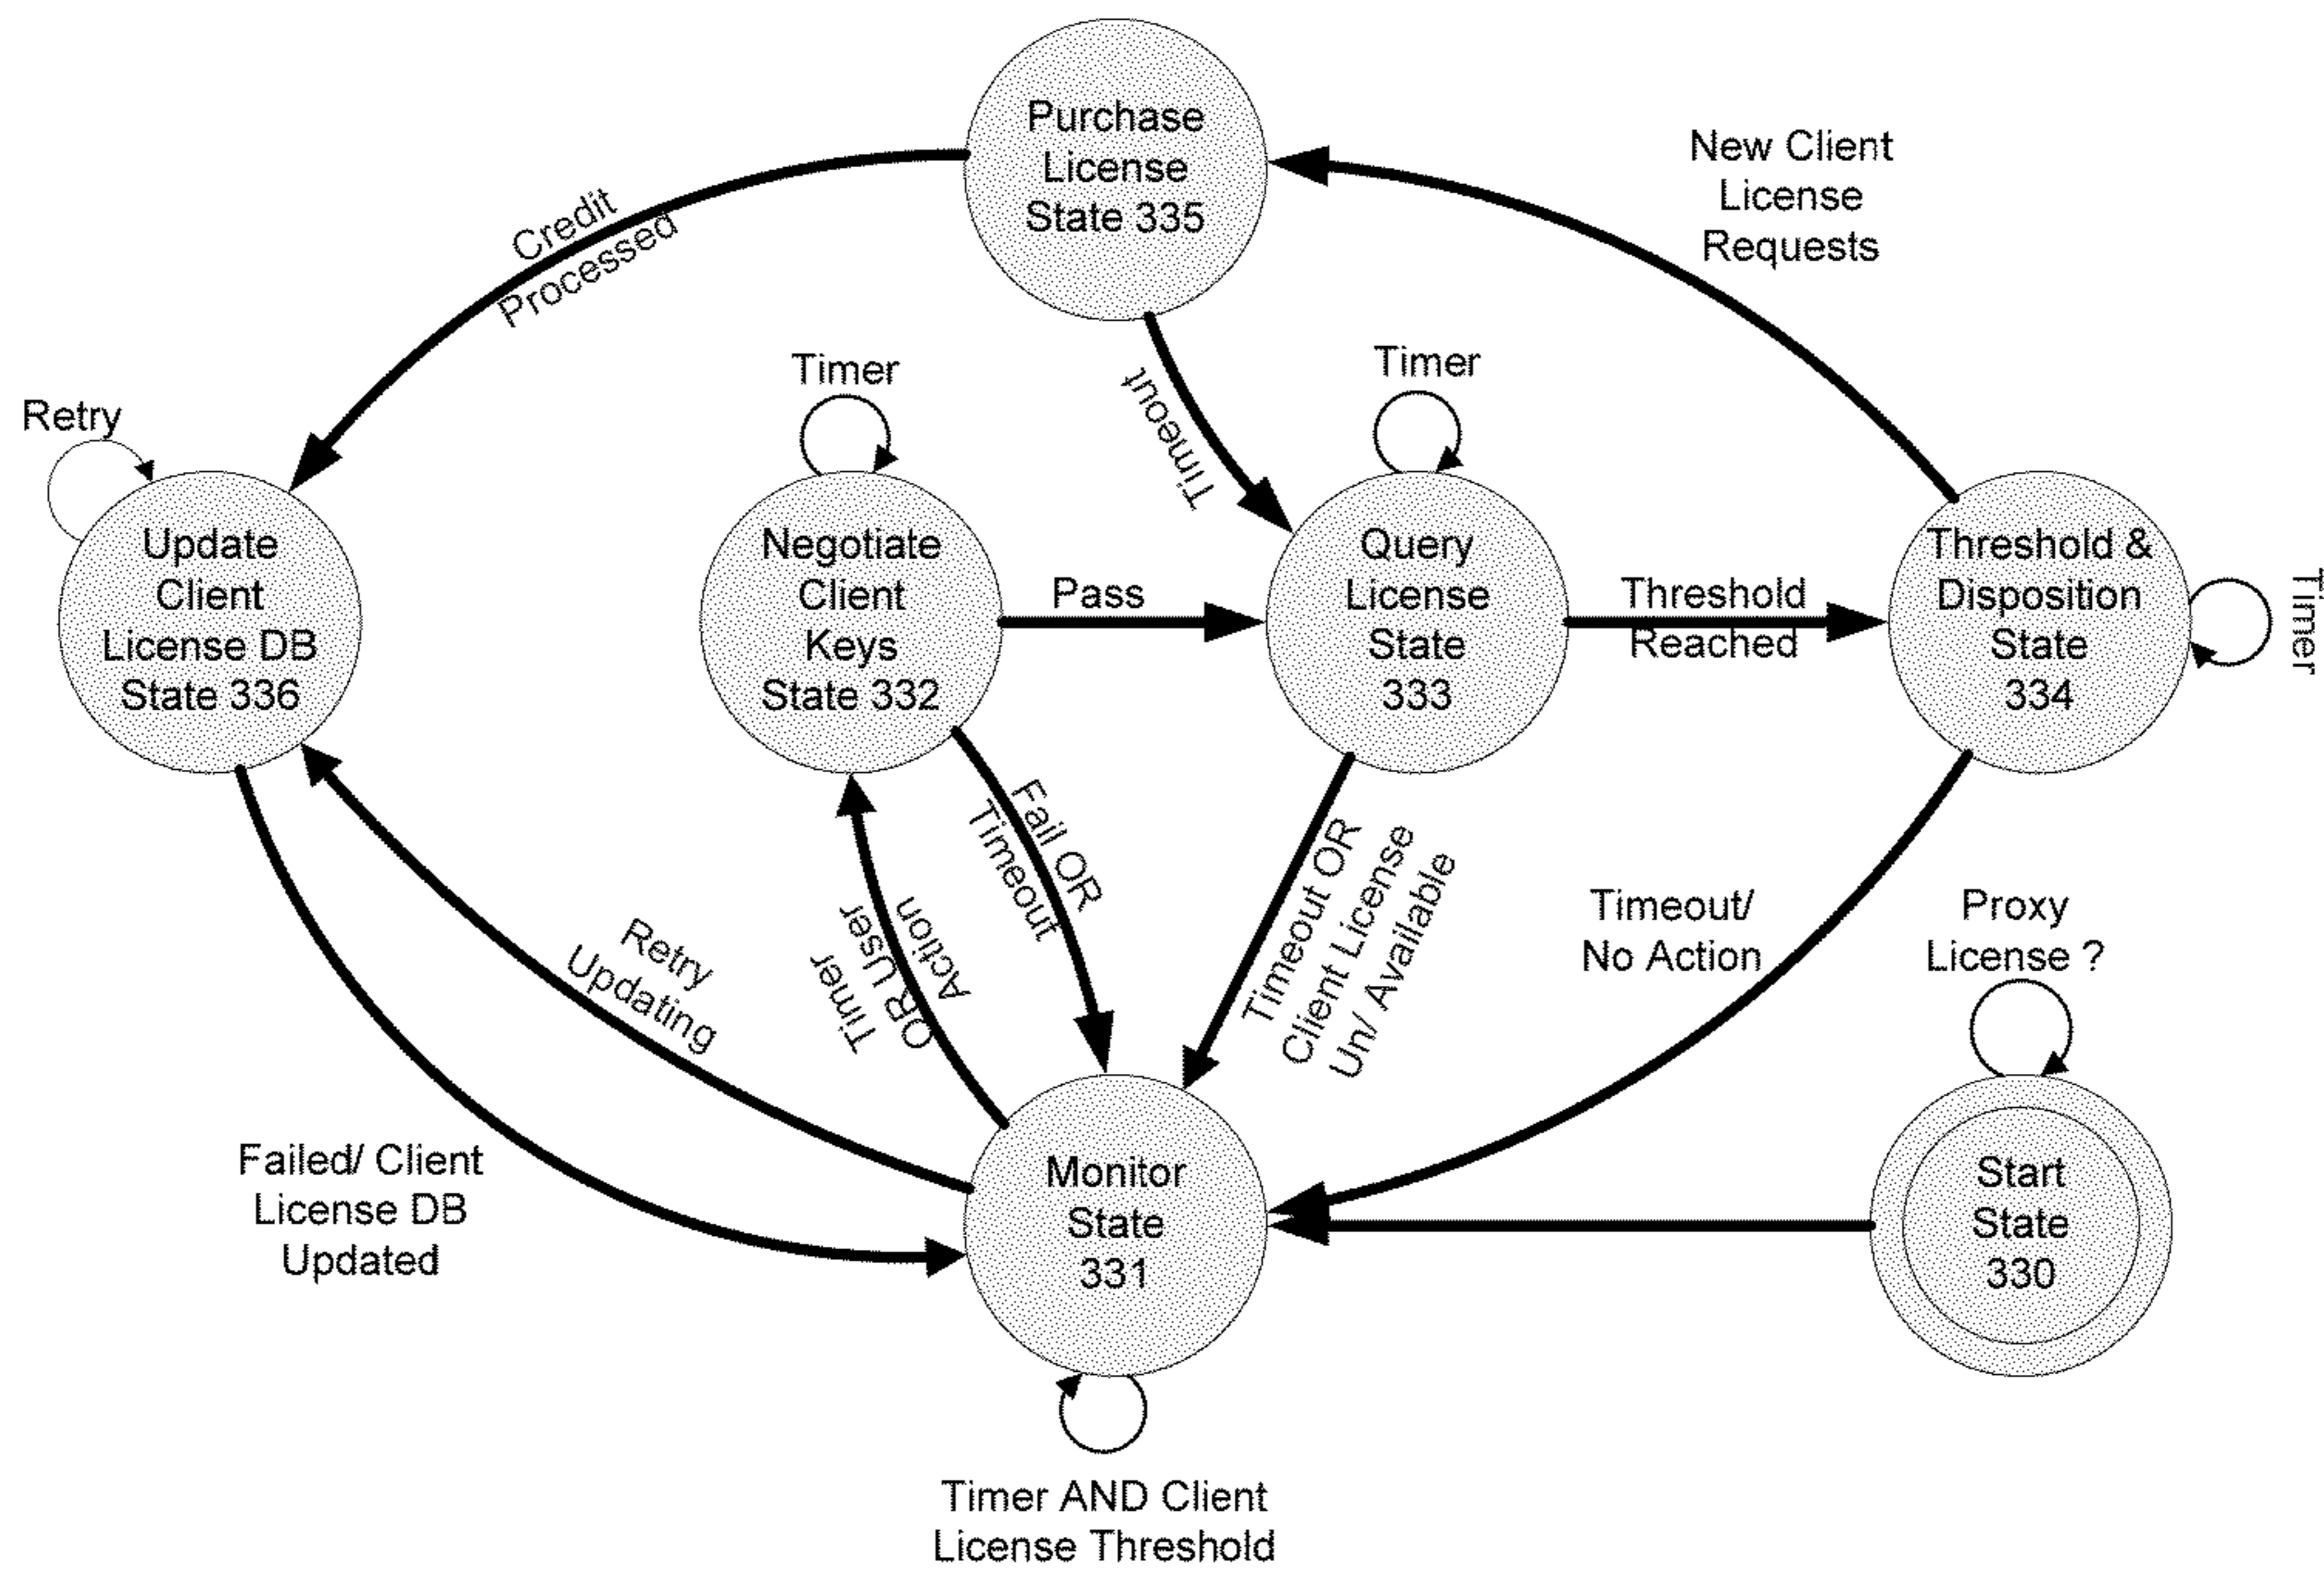 Purchase
License
State 335
New Client
License
Requests
Credit
Processed
Timeout
Timer
Timer
Retry
Update
Client
License DB
State 336
Negotiate
Client
Keys
State 332
Pass
Query
License
State
333
Threshold
Reached
Threshold &
Disposition
State
334
Timer
Fail OR
Timeout
Timer
OR User
Action
Timeout OR
Client License
Un/ Available
Retry
Updating
Timeout/
No Action
Proxy
License ?
Failed/ Client
License DB
Updated
Monitor
State
331
Start
State
330
Timer AND Client
License Threshold